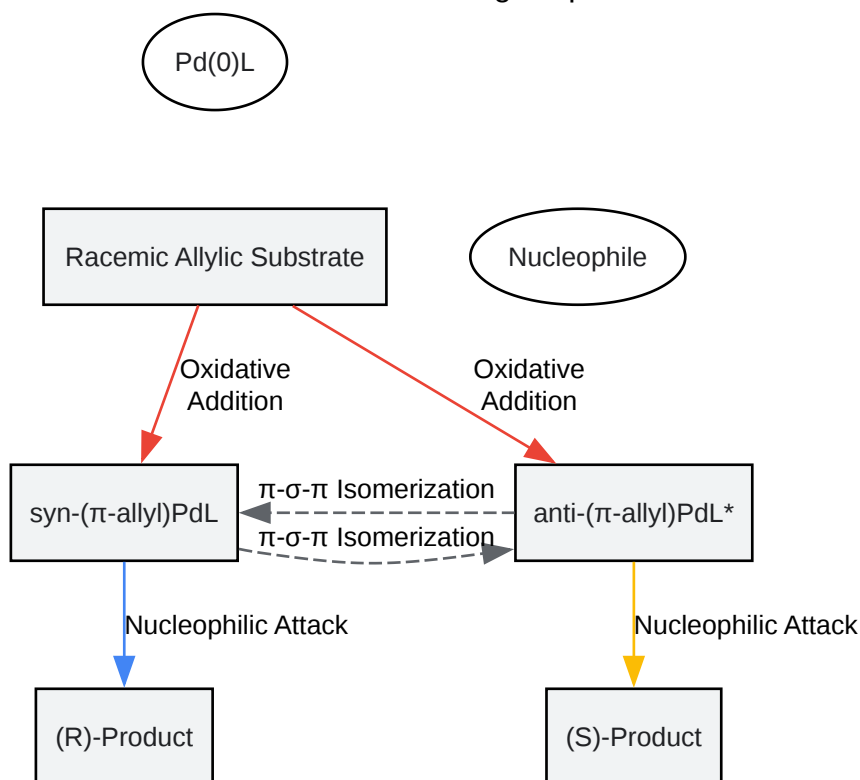 Pd(0)L
Racemic Allylic Substrate
Nucleophile
Oxidative
Addition
Oxidative
Addition
syn-(π-allyl)PdL
π-σ-π Isomerization
π-σ-π Isomerization
anti-(π-allyl)PdL*
Nucleophilic Attack
Nucleophilic Attack
(R)-Product
(S)-Product